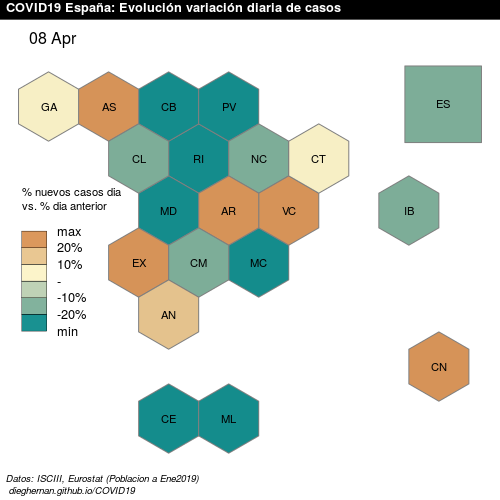 COVID19 España: Evolución variación diaria de casos
08 Apr
GA
AS
CB
PV
ES
CL
RI
NC
CT
% nuevos casos dia
vs. % dia anterior
MD
AR
VC
IB
max
20%
10%
-
-10%
-20%
min
EX
CM
MC
AN
CN
CE
ML
Datos: ISCIII, Eurostat (Poblacion a Ene2019)
dieghernan.github.io/COVID19